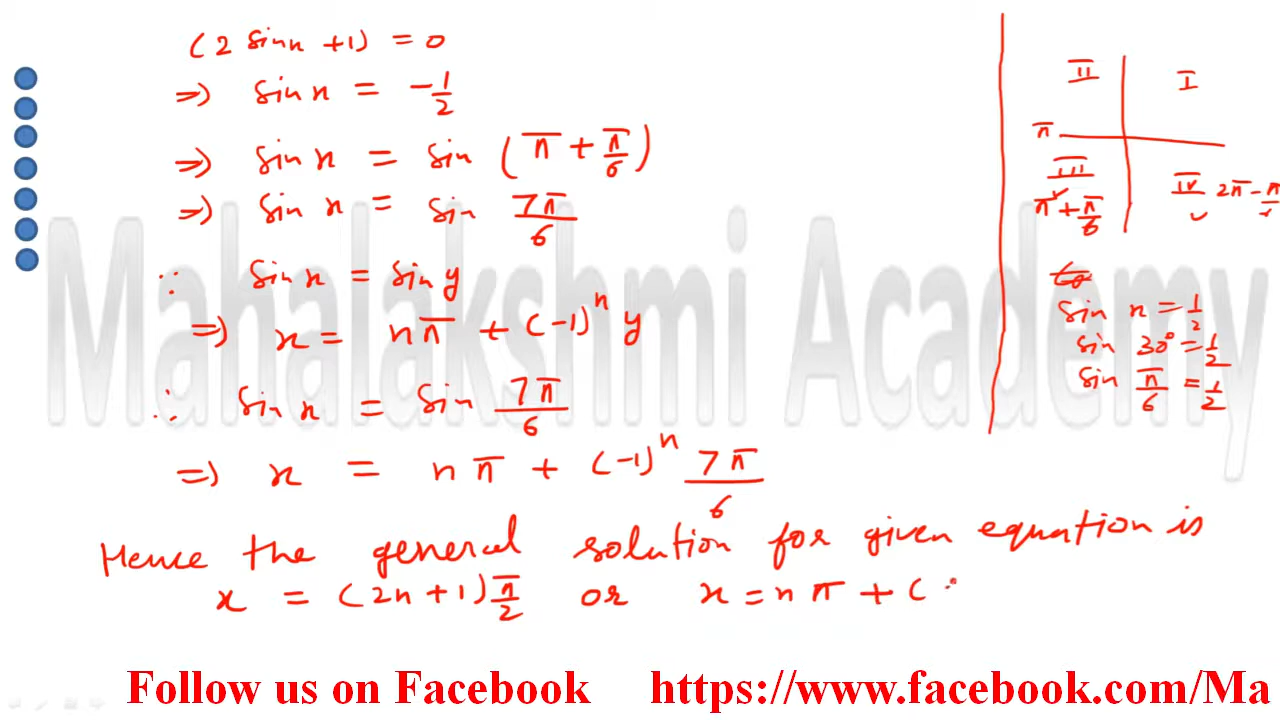 (2 sinx + 1) = 0
⇒ sin x = -1/2
⇒ sin x = sin (π + π/6)
⇒ sin x = sin 7π/6
∵ sin x = sin y
⇒ x = nπ + (-1)ⁿ y
∴ sin x = sin 7π/6
⇒ x = nπ + (-1)ⁿ 7π/6
Hence the general solution for given equation is
x = (2n + 1) π/2 or x = nπ + (
II I
π
III IV 2π - π
π + π/6
sin x = 1/2
sin 30° = 1/2
sin π/6 = 1/2
Mahalakshmi Academy
Follow us on Facebook https://www.facebook.com/Ma